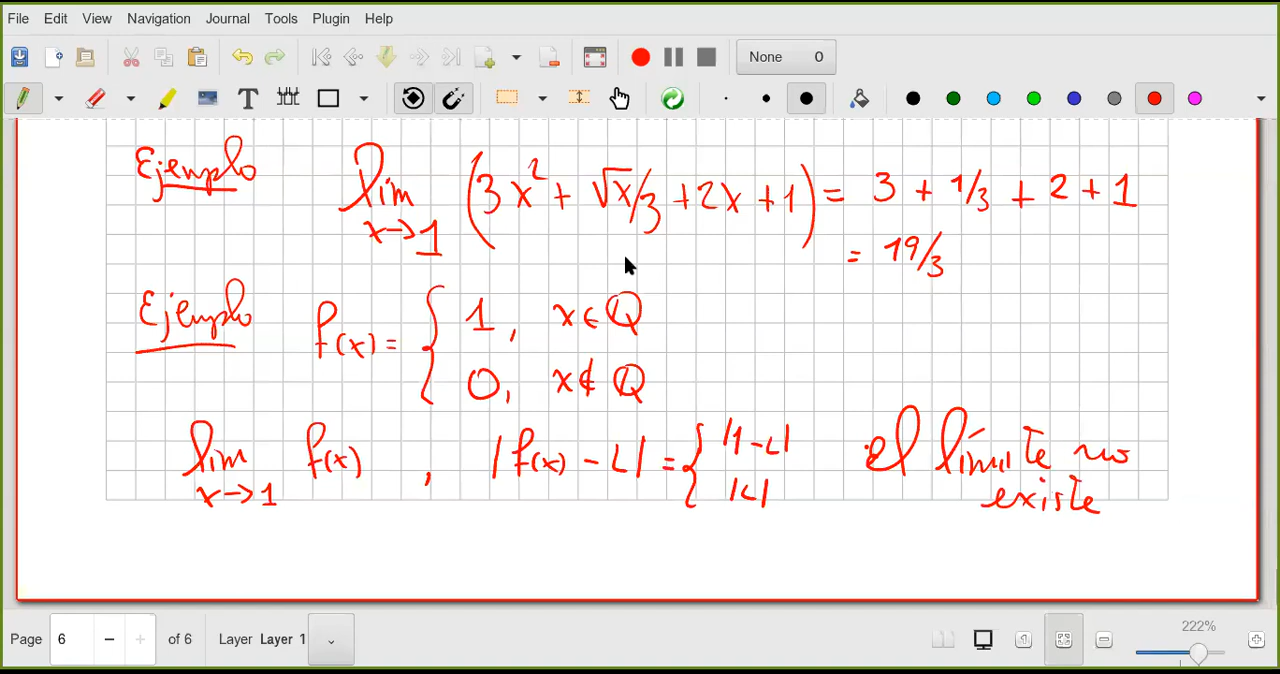 File Edit View Navigation Journal Tools Plugin Help
None 0
T
Ejemplo lim x→1 (3x² + √x/3 + 2x + 1) = 3 + 1/3 + 2 + 1
= 19/3
Ejemplo f(x) = { 1, x ∈ Q
0, x ∉ Q
lim x→1 f(x) , |f(x) - L| = { |1 - L| el límite no
|L| existe
Page 6 of 6 Layer Layer 1 222%